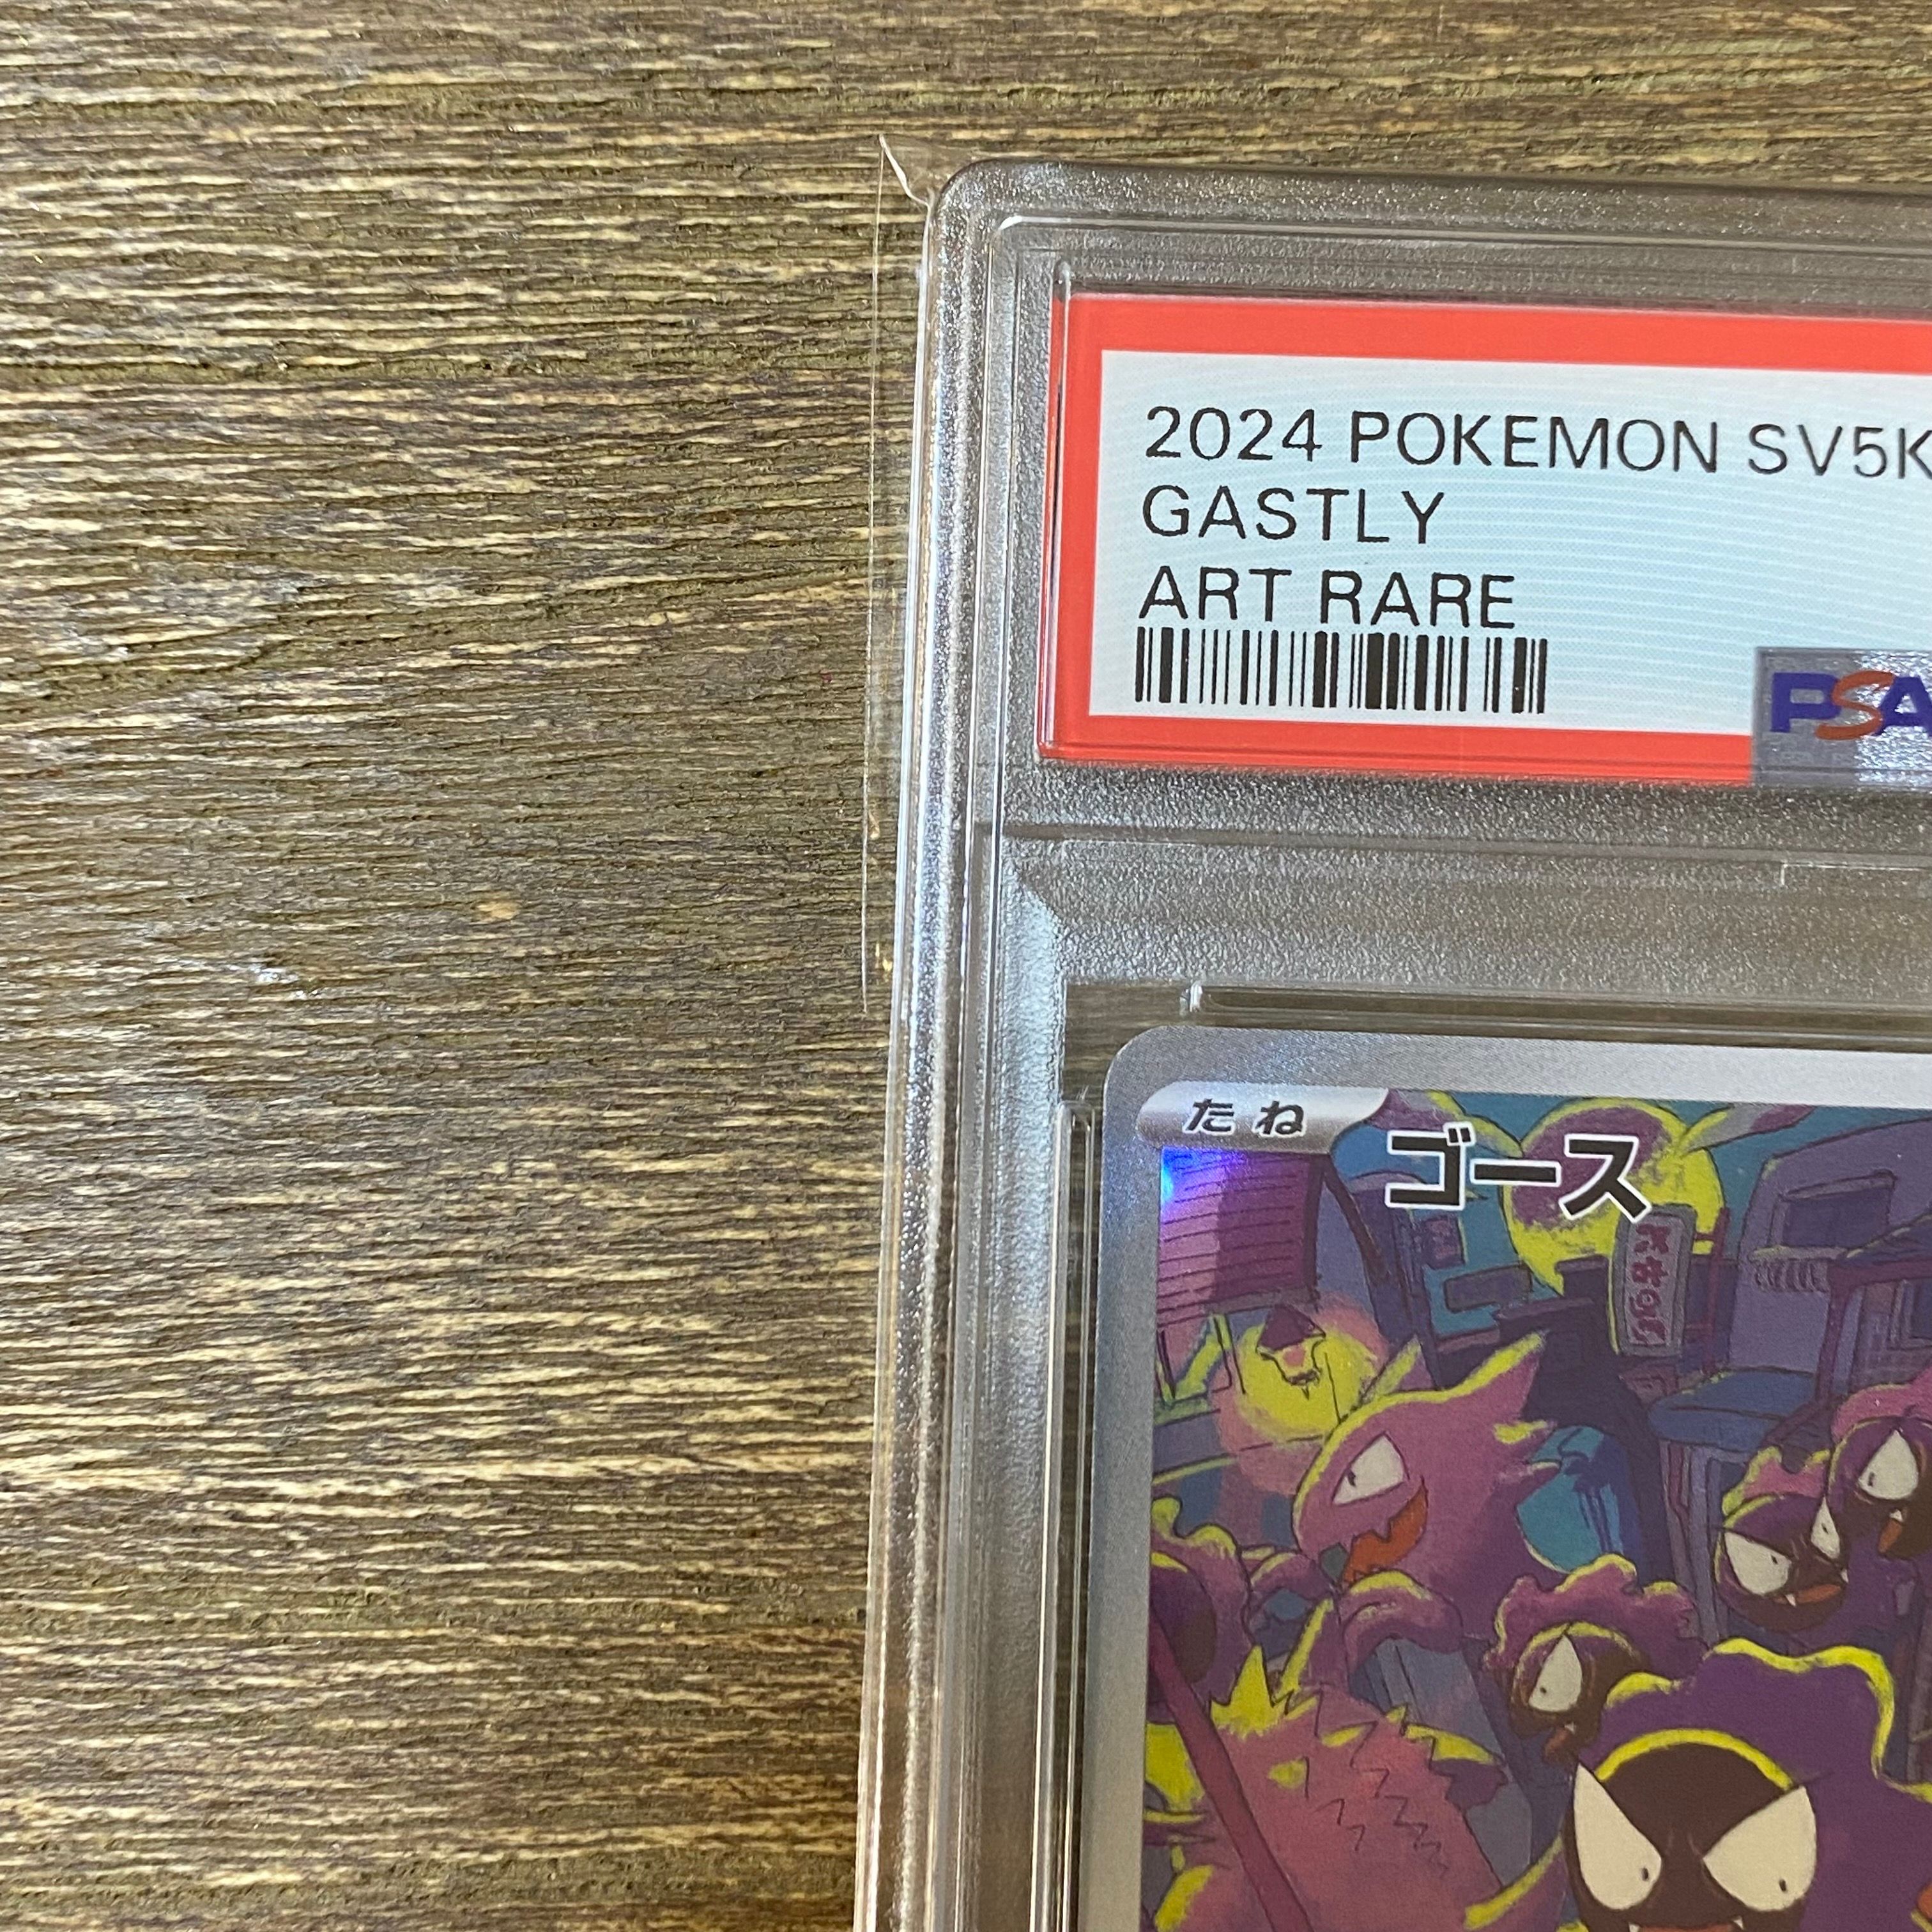 2024 POKEMON SV5K
GASTLY
ART RARE
PSA
たね
ゴース